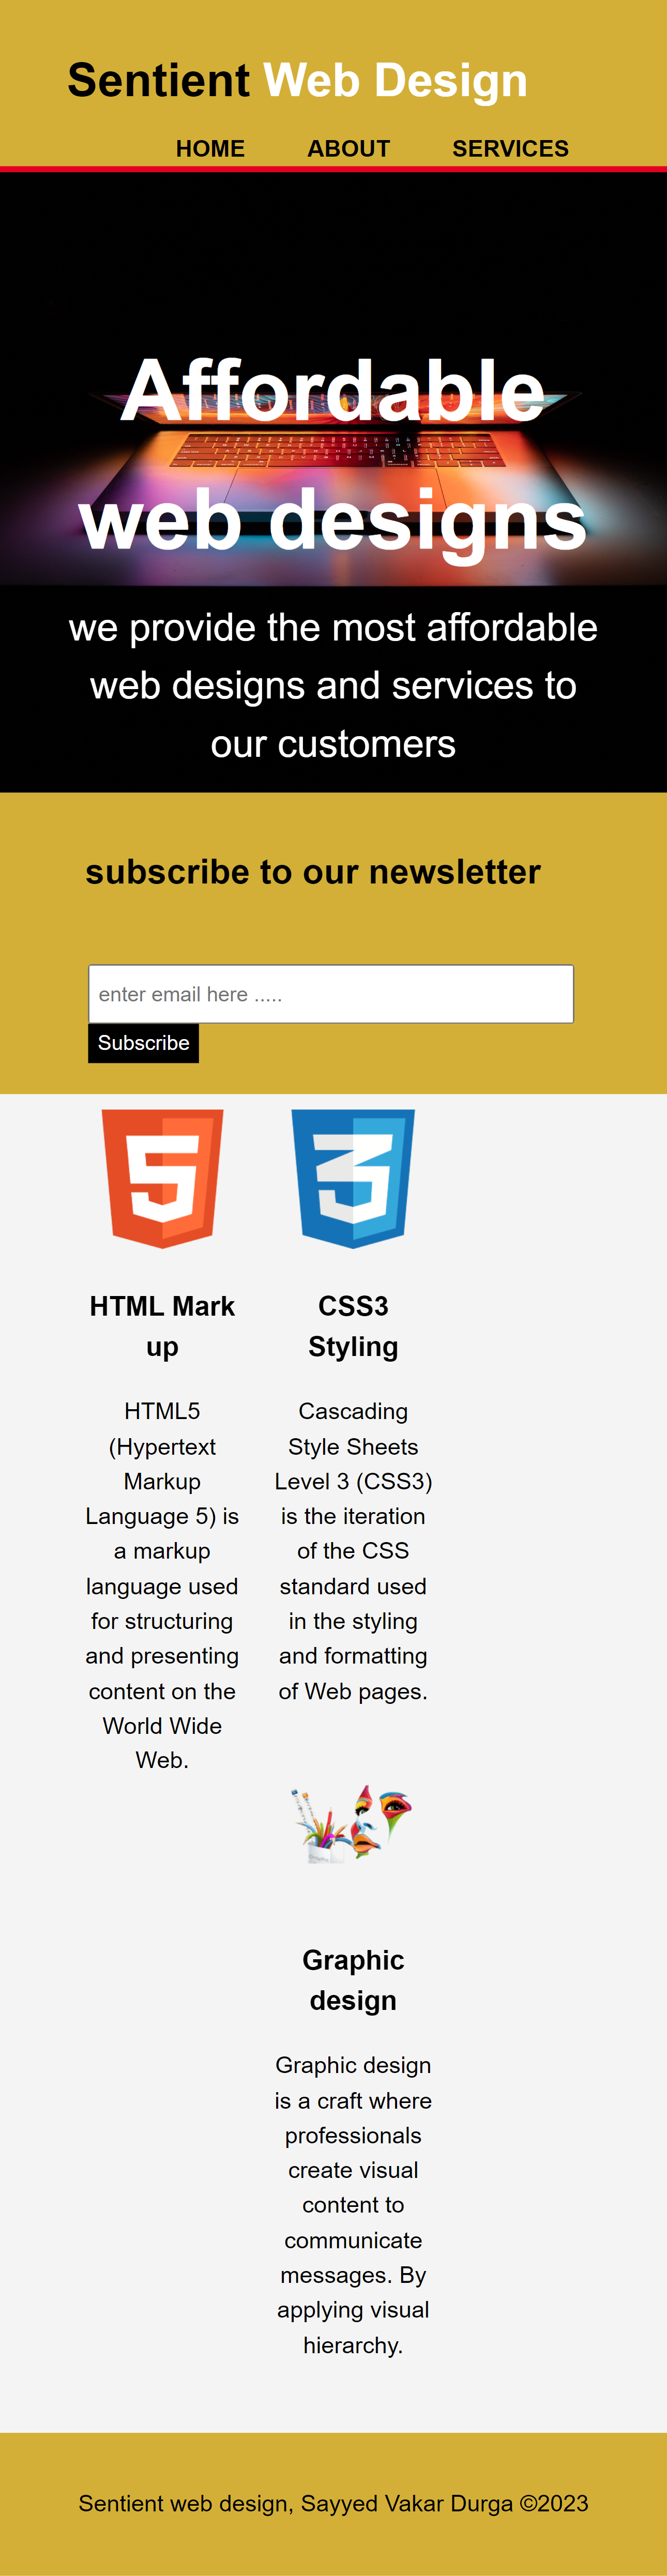 Sentient Web Design
HOME ABOUT SERVICES
Affordable
web designs
we provide the most affordable
web designs and services to
our customers
subscribe to our newsletter
enter email here .....
Subscribe
5
HTML Mark
up
HTML5
(Hypertext
Markup
Language 5) is
a markup
language used
for structuring
and presenting
content on the
World Wide
Web.
3
CSS3
Styling
Cascading
Style Sheets
Level 3 (CSS3)
is the iteration
of the CSS
standard used
in the styling
and formatting
of Web pages.
Graphic
design
Graphic design
is a craft where
professionals
create visual
content to
communicate
messages. By
applying visual
hierarchy.
Sentient web design, Sayyed Vakar Durga ©2023